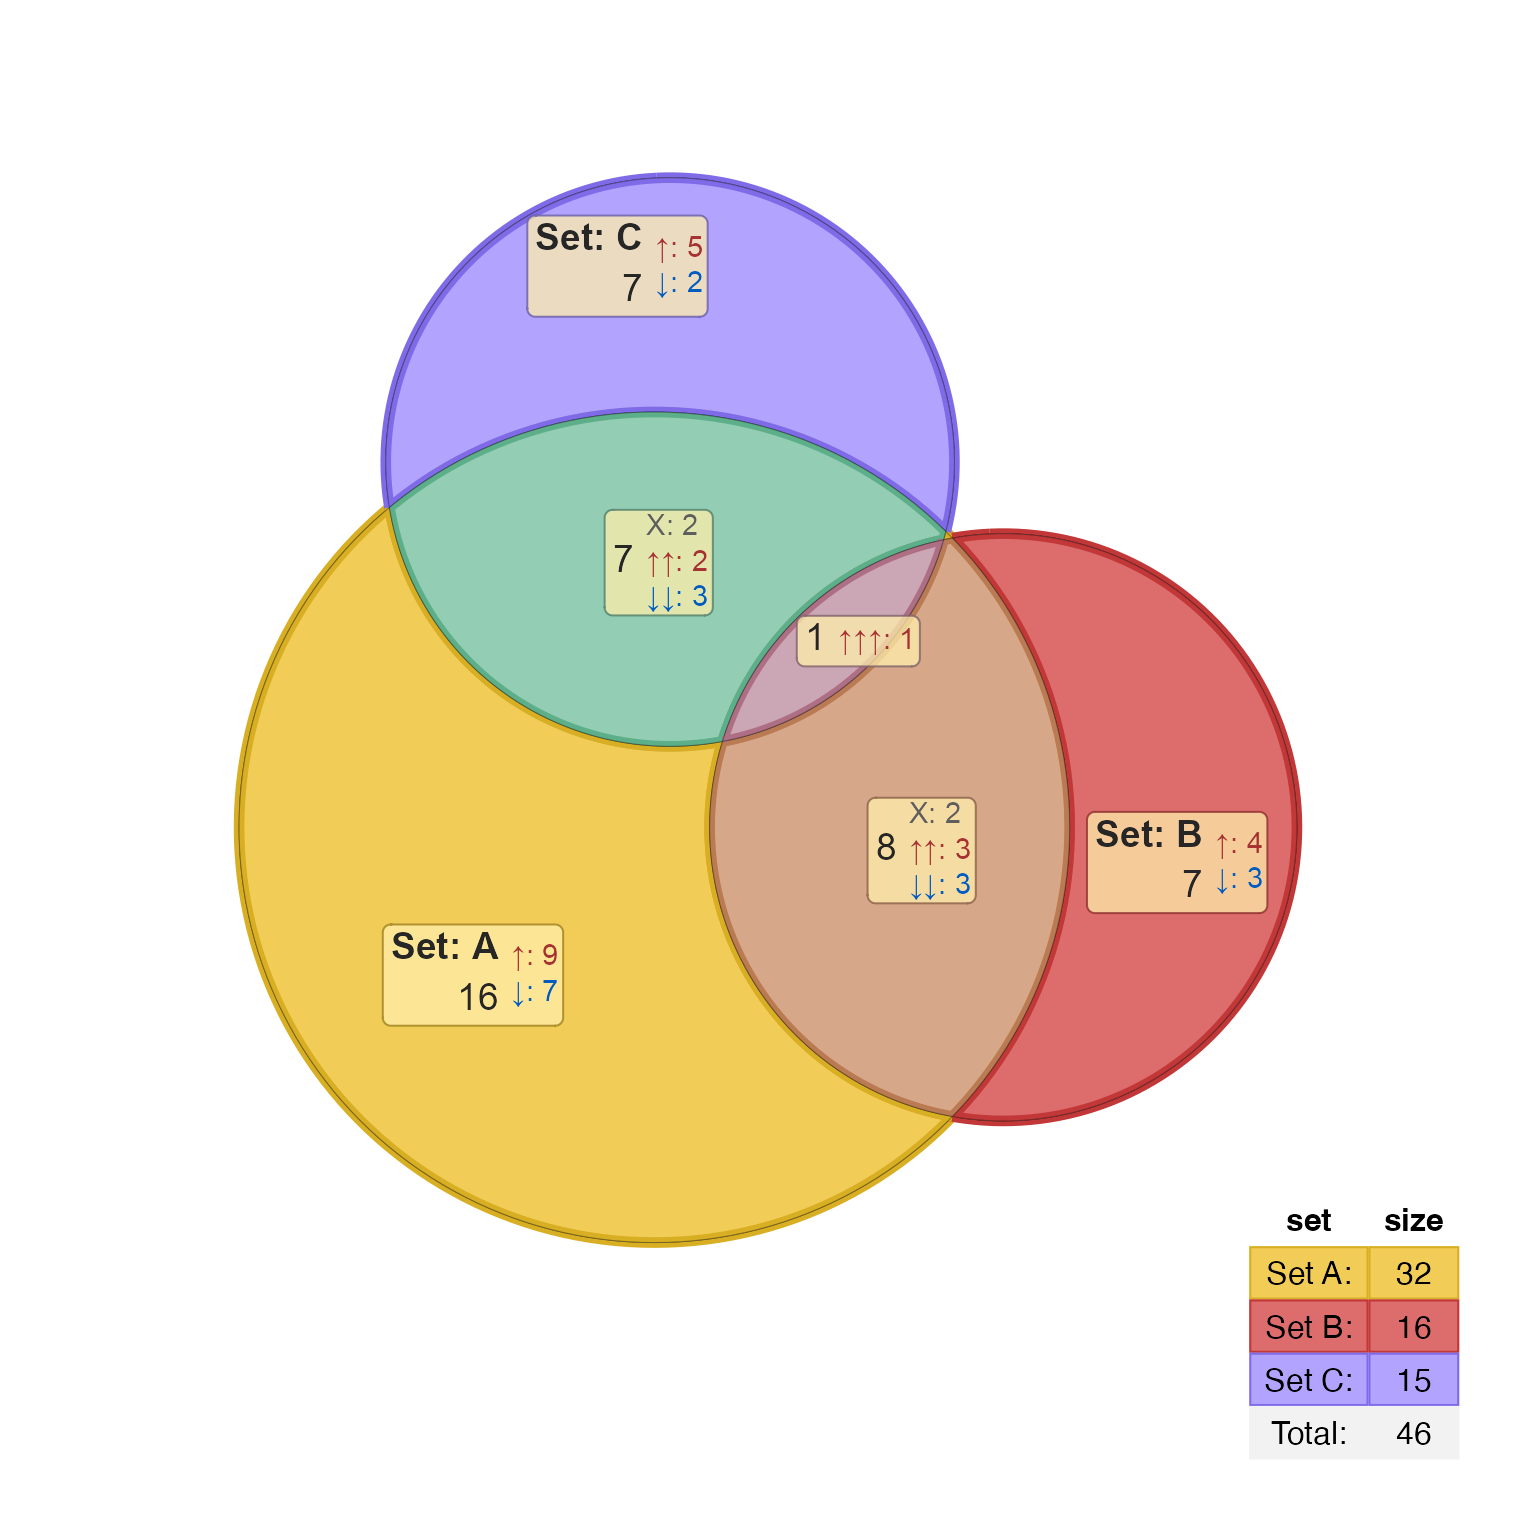 Set: C ↑: 5
7 ↓: 2
X: 2
7 ↑↑: 2
↓↓: 3
1 ↑↑↑: 1
X: 2
8 ↑↑: 3
↓↓: 3
Set: B ↑: 4
7 ↓: 3
Set: A ↑: 9
16 ↓: 7
set size
Set A: 32
Set B: 16
Set C: 15
Total: 46